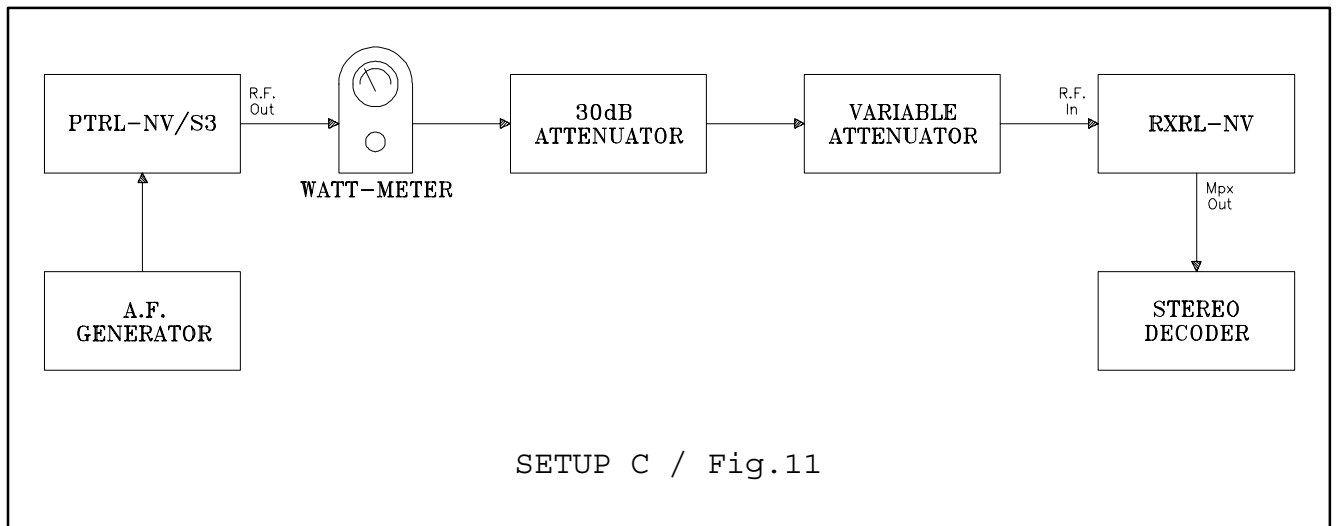 PTRL-NV/S3
R.F.
Out
WATT-METER
30dB
ATTENUATOR
VARIABLE
ATTENUATOR
R.F.
In
RXRL-NV
Mpx
Out
A.F.
GENERATOR
STEREO
DECODER
SETUP C / Fig.11